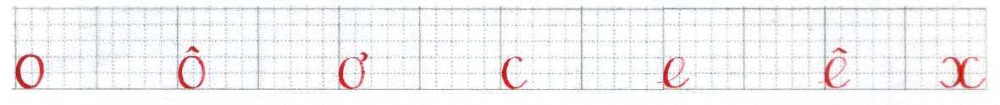 o ô ơ c e ê x